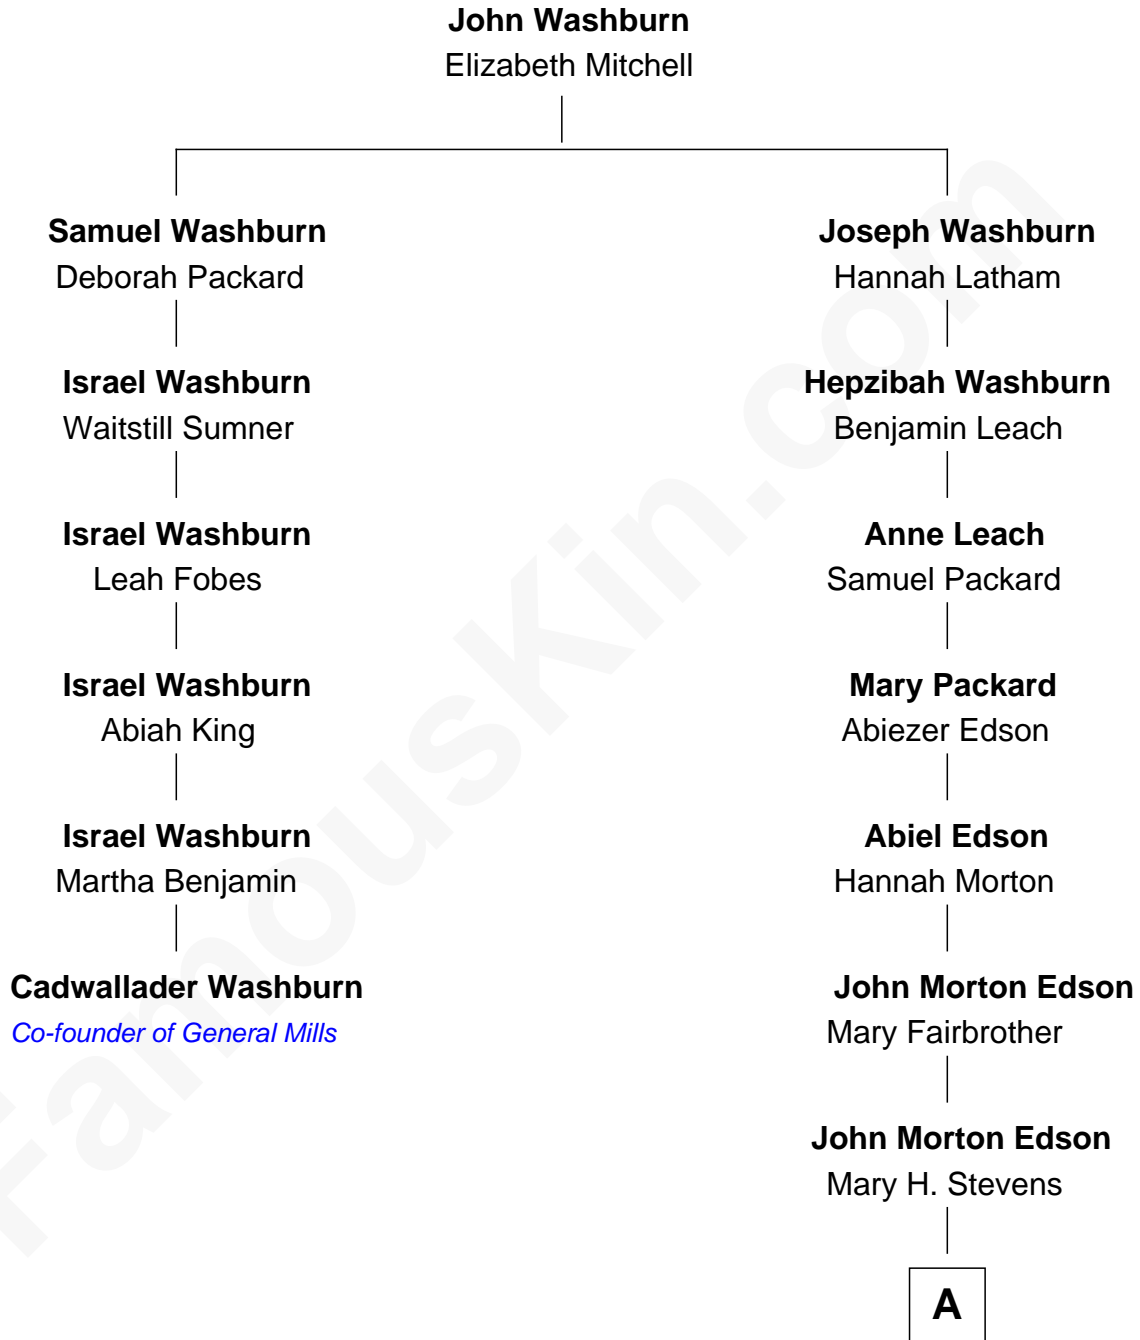 John Washburn
Elizabeth Mitchell
Samuel Washburn
Deborah Packard
Israel Washburn
Waitstill Sumner
Israel Washburn
Leah Fobes
Israel Washburn
Abiah King
Israel Washburn
Martha Benjamin
Cadwallader Washburn
Co-founder of General Mills
Joseph Washburn
Hannah Latham
Hepzibah Washburn
Benjamin Leach
Anne Leach
Samuel Packard
Mary Packard
Abiezer Edson
Abiel Edson
Hannah Morton
John Morton Edson
Mary Fairbrother
John Morton Edson
Mary H. Stevens
A
FamousKin.com